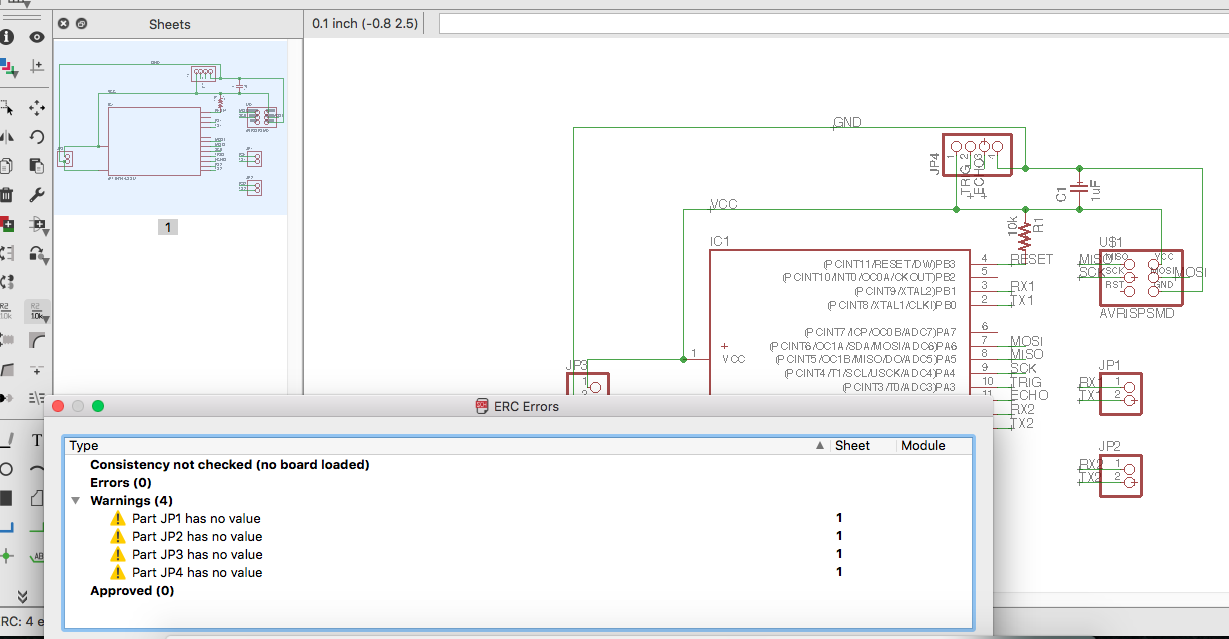 Sheets
0.1 inch (-0.8 2.5)
1
GND
JP4
1
2
3
4
TRIG
ECHO
C1
1uF
VCC
10k
R1
IC1
U$1
(PCINT11/RESET/DW)PB3
4
RESET
(PCINT10/INT0/OC0A/CKOUT)PB2
5
(PCINT9/XTAL2)PB1
3
RX1
(PCINT8/XTAL1/CLKI)PB0
2
TX1
MISO
MISO
VCC
SCK
SCK
MOSI
MOSI
RST
GND
AVRISPSMD
(PCINT7/ICP/OC0B/ADC7)PA7
6
(PCINT6/OC1A/SDA/MOSI/ADC6)PA6
7
MOSI
1
VCC
(PCINT5/OC1B/MISO/DO/ADC5)PA5
8
MISO
(PCINT4/T1/SCL/USCK/ADC4)PA4
9
SCK
(PCINT3/T0/ADC3)PA3
10
TRIG
11
ECHO
RX2
TX2
JP3
1
JP1
RX1
1
TX1
2
JP2
RX2
1
TX2
2
ERC Errors
Type Sheet Module
Consistency not checked (no board loaded)
Errors (0)
Warnings (4)
Part JP1 has no value 1
Part JP2 has no value 1
Part JP3 has no value 1
Part JP4 has no value 1
Approved (0)
RC: 4 e